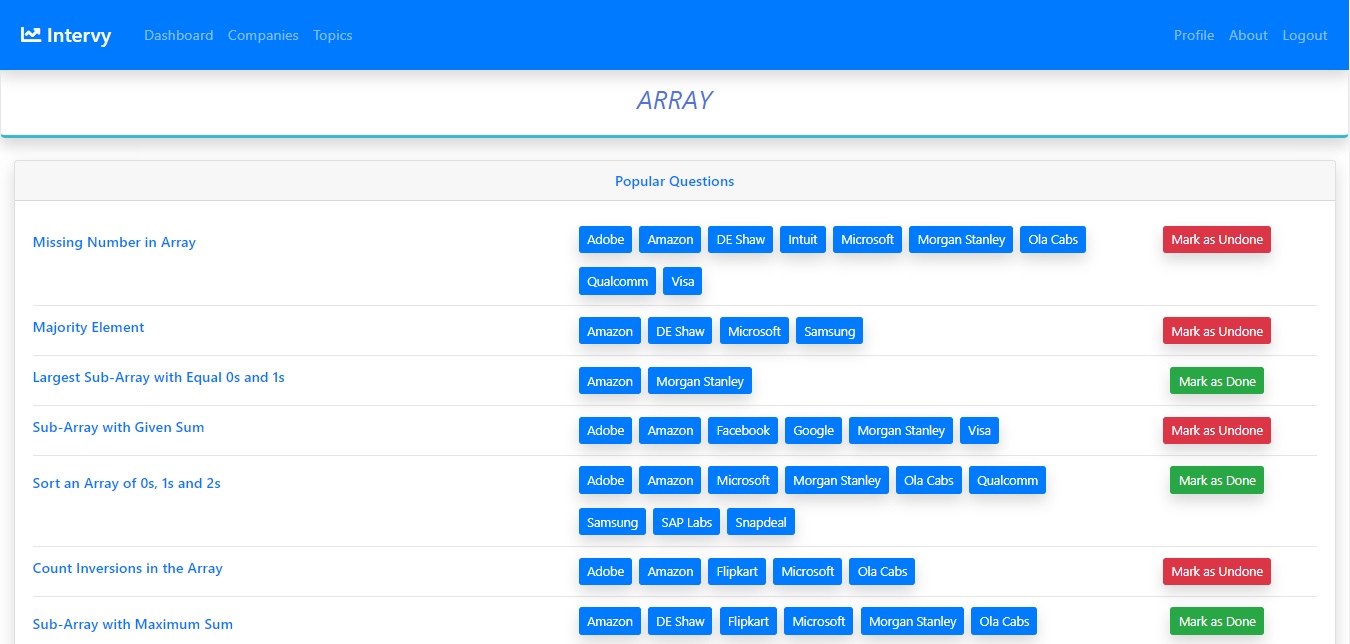 Intervy Dashboard Companies Topics Profile About Logout
ARRAY
Popular Questions
Missing Number in Array Adobe Amazon DE Shaw Intuit Microsoft Morgan Stanley Ola Cabs Mark as Undone
Qualcomm Visa
Majority Element Amazon DE Shaw Microsoft Samsung Mark as Undone
Largest Sub-Array with Equal 0s and 1s Amazon Morgan Stanley Mark as Done
Sub-Array with Given Sum Adobe Amazon Facebook Google Morgan Stanley Visa Mark as Undone
Sort an Array of 0s, 1s and 2s Adobe Amazon Microsoft Morgan Stanley Ola Cabs Qualcomm Mark as Done
Samsung SAP Labs Snapdeal
Count Inversions in the Array Adobe Amazon Flipkart Microsoft Ola Cabs Mark as Undone
Sub-Array with Maximum Sum Amazon DE Shaw Flipkart Microsoft Morgan Stanley Ola Cabs Mark as Done